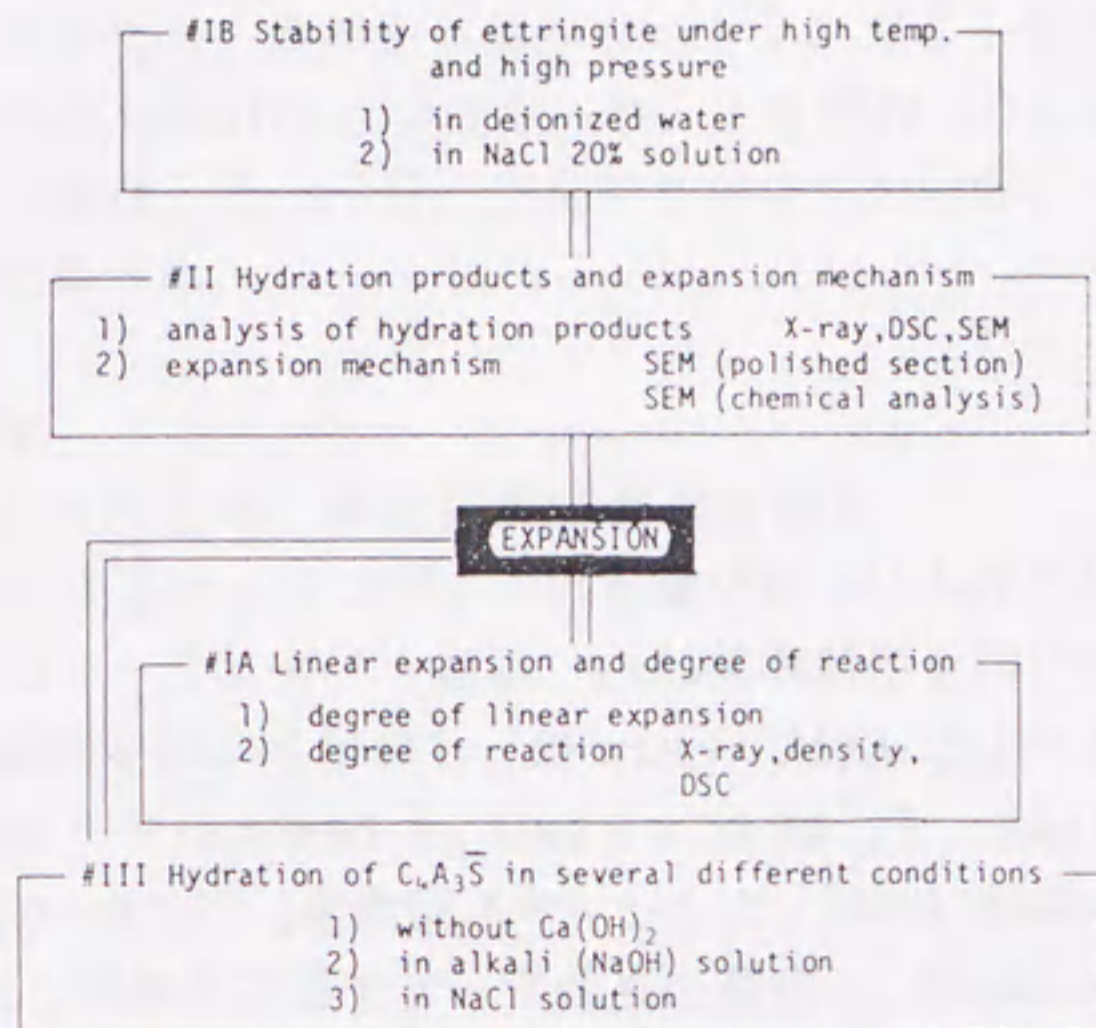 #IB Stability of ettringite under high temp.
and high pressure
1) in deionized water
2) in NaCl 20% solution
#II Hydration products and expansion mechanism
1) analysis of hydration products X-ray,DSC,SEM
2) expansion mechanism SEM (polished section)
SEM (chemical analysis)
EXPANSION
#IA Linear expansion and degree of reaction
1) degree of linear expansion
2) degree of reaction X-ray,density,
DSC
#III Hydration of C₄A₃S̅ in several different conditions
1) without Ca(OH)₂
2) in alkali (NaOH) solution
3) in NaCl solution